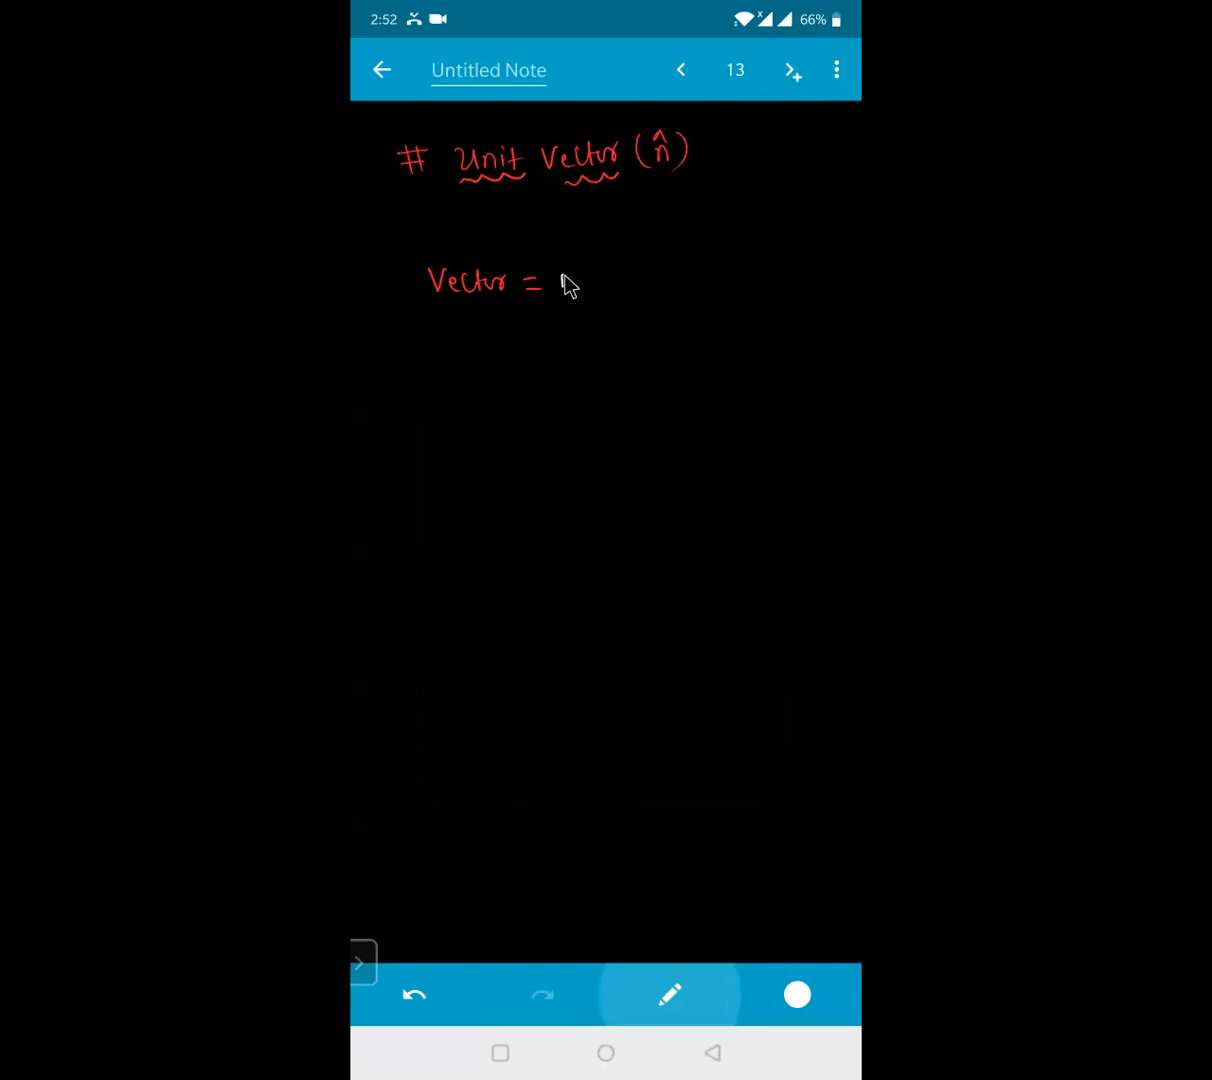 2:52 x 66%
Untitled Note 13
# Unit Vector (n̂)
Vector =